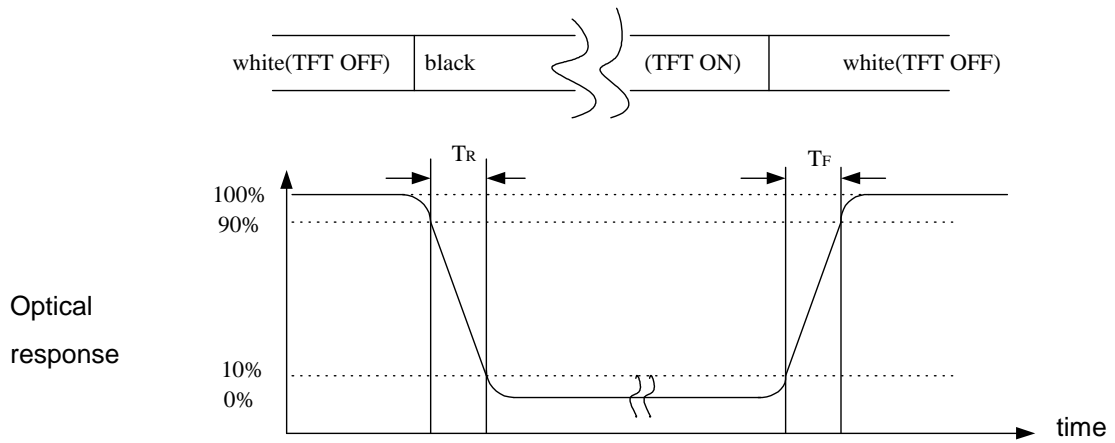 white(TFT OFF) black (TFT ON) white(TFT OFF)
TR TF
100%
90%
Optical
response
10%
0%
time